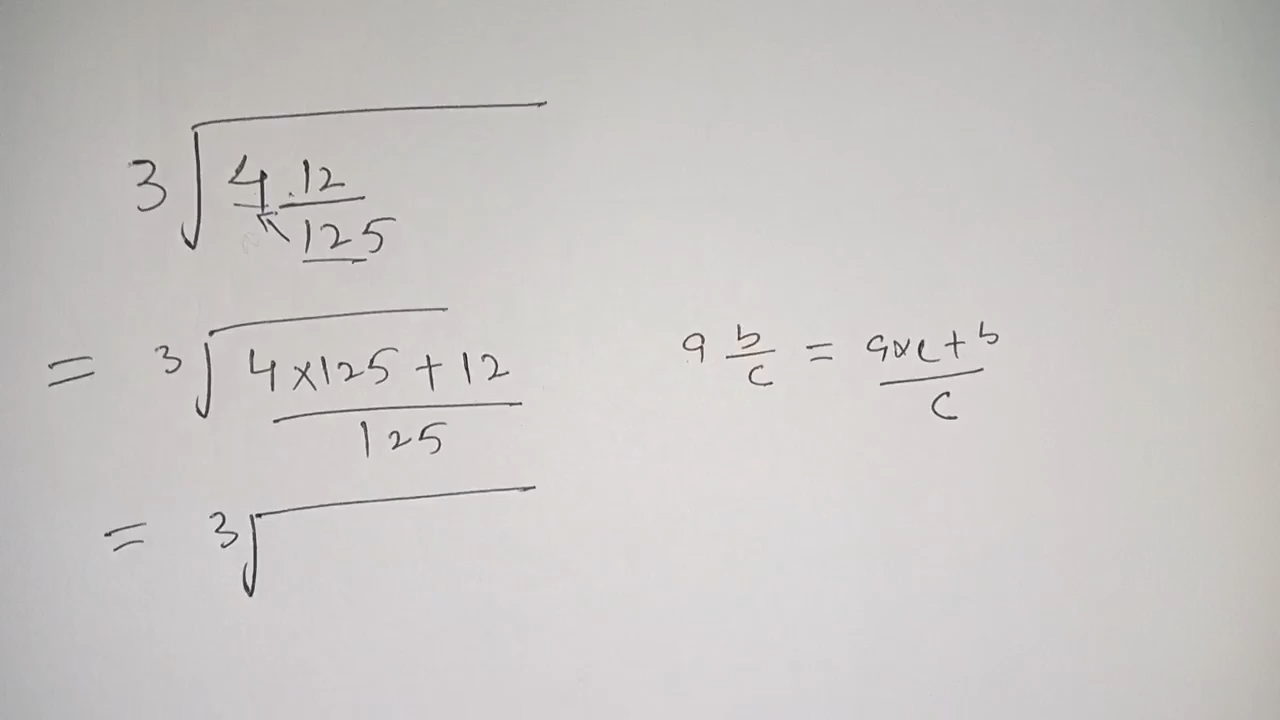 3√ 4 12/125
= 3√ (4×125+12)/125
a b/c = (a×c+b)/c
= 3√